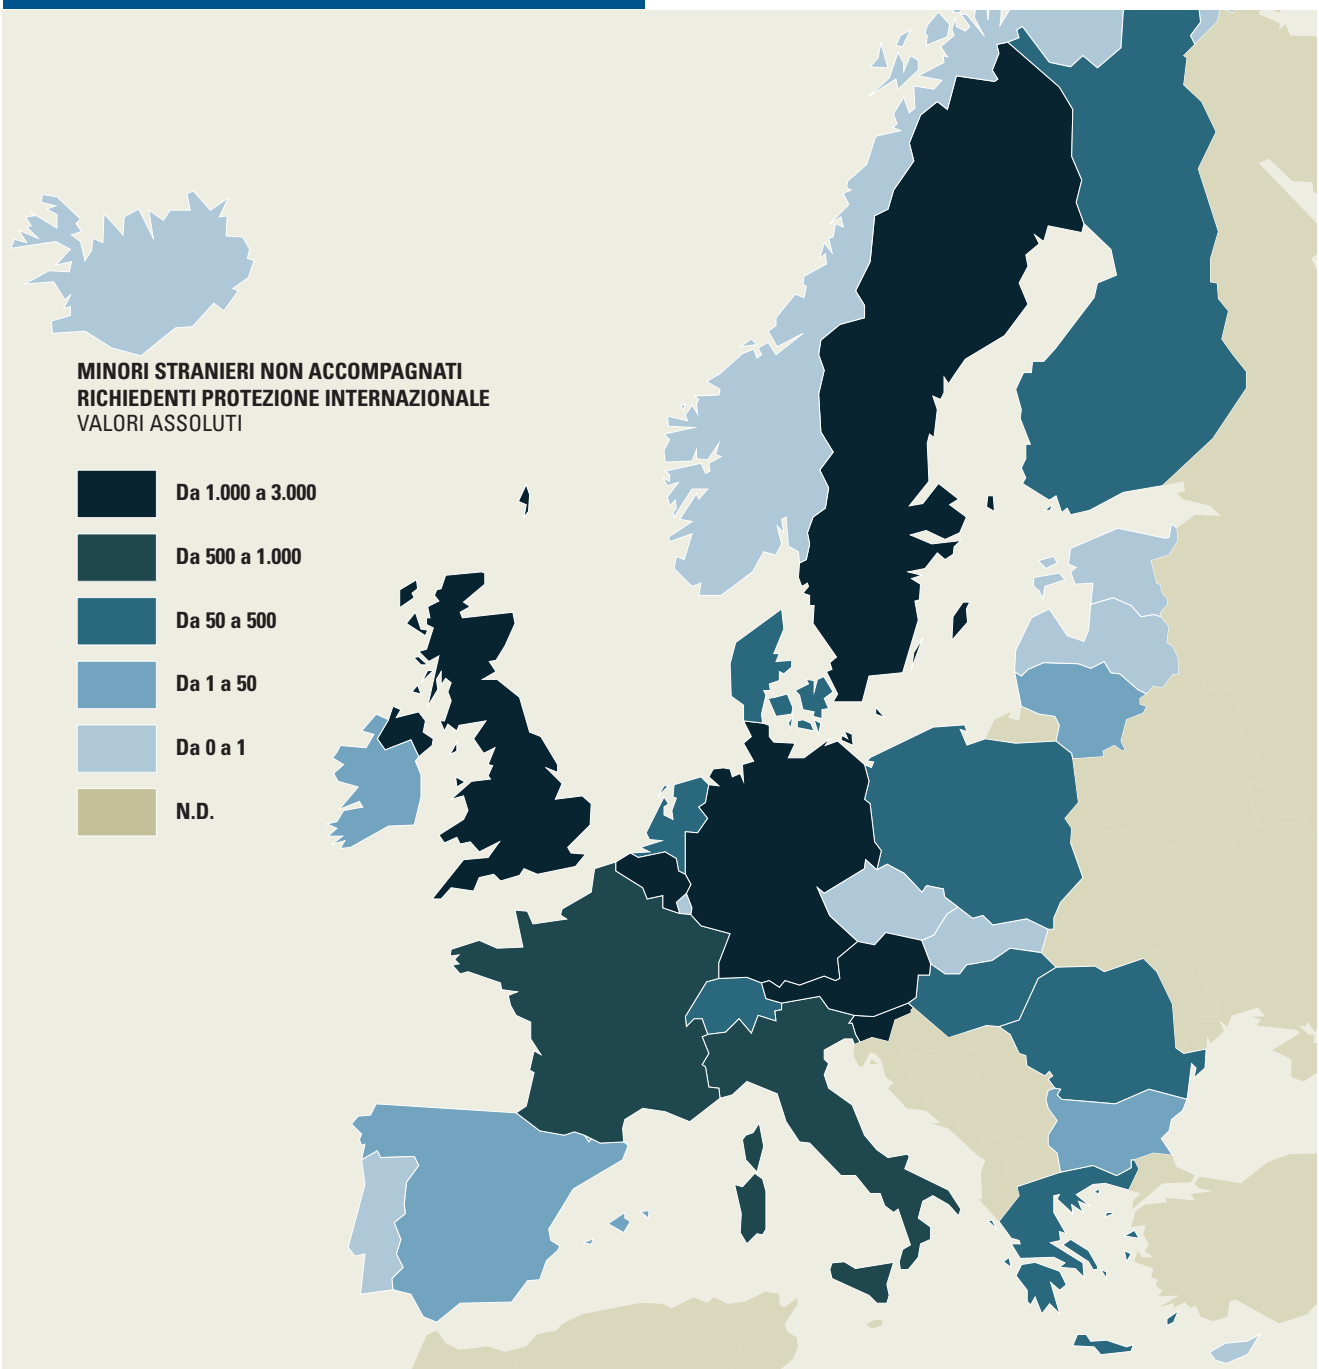 MINORI STRANIERI NON ACCOMPAGNATI
RICHIEDENTI PROTEZIONE INTERNAZIONALE
VALORI ASSOLUTI
Da 1.000 a 3.000
Da 500 a 1.000
Da 50 a 500
Da 1 a 50
Da 0 a 1
N.D.